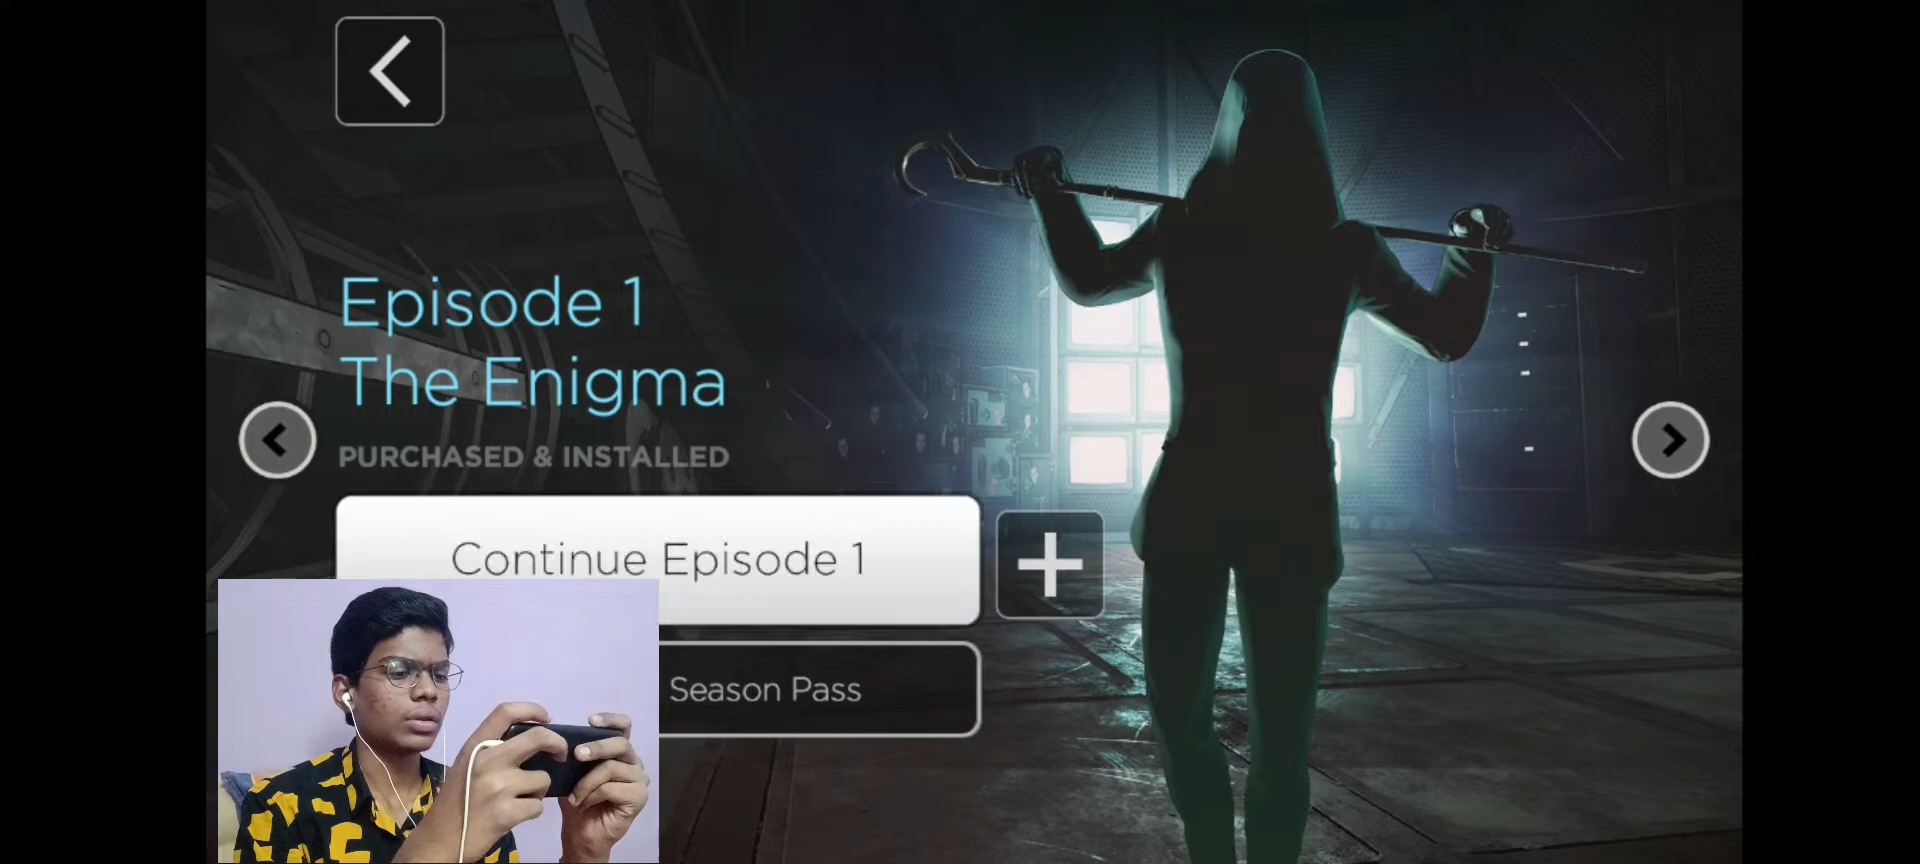 Episode 1
The Enigma
PURCHASED & INSTALLED
Continue Episode 1
Season Pass